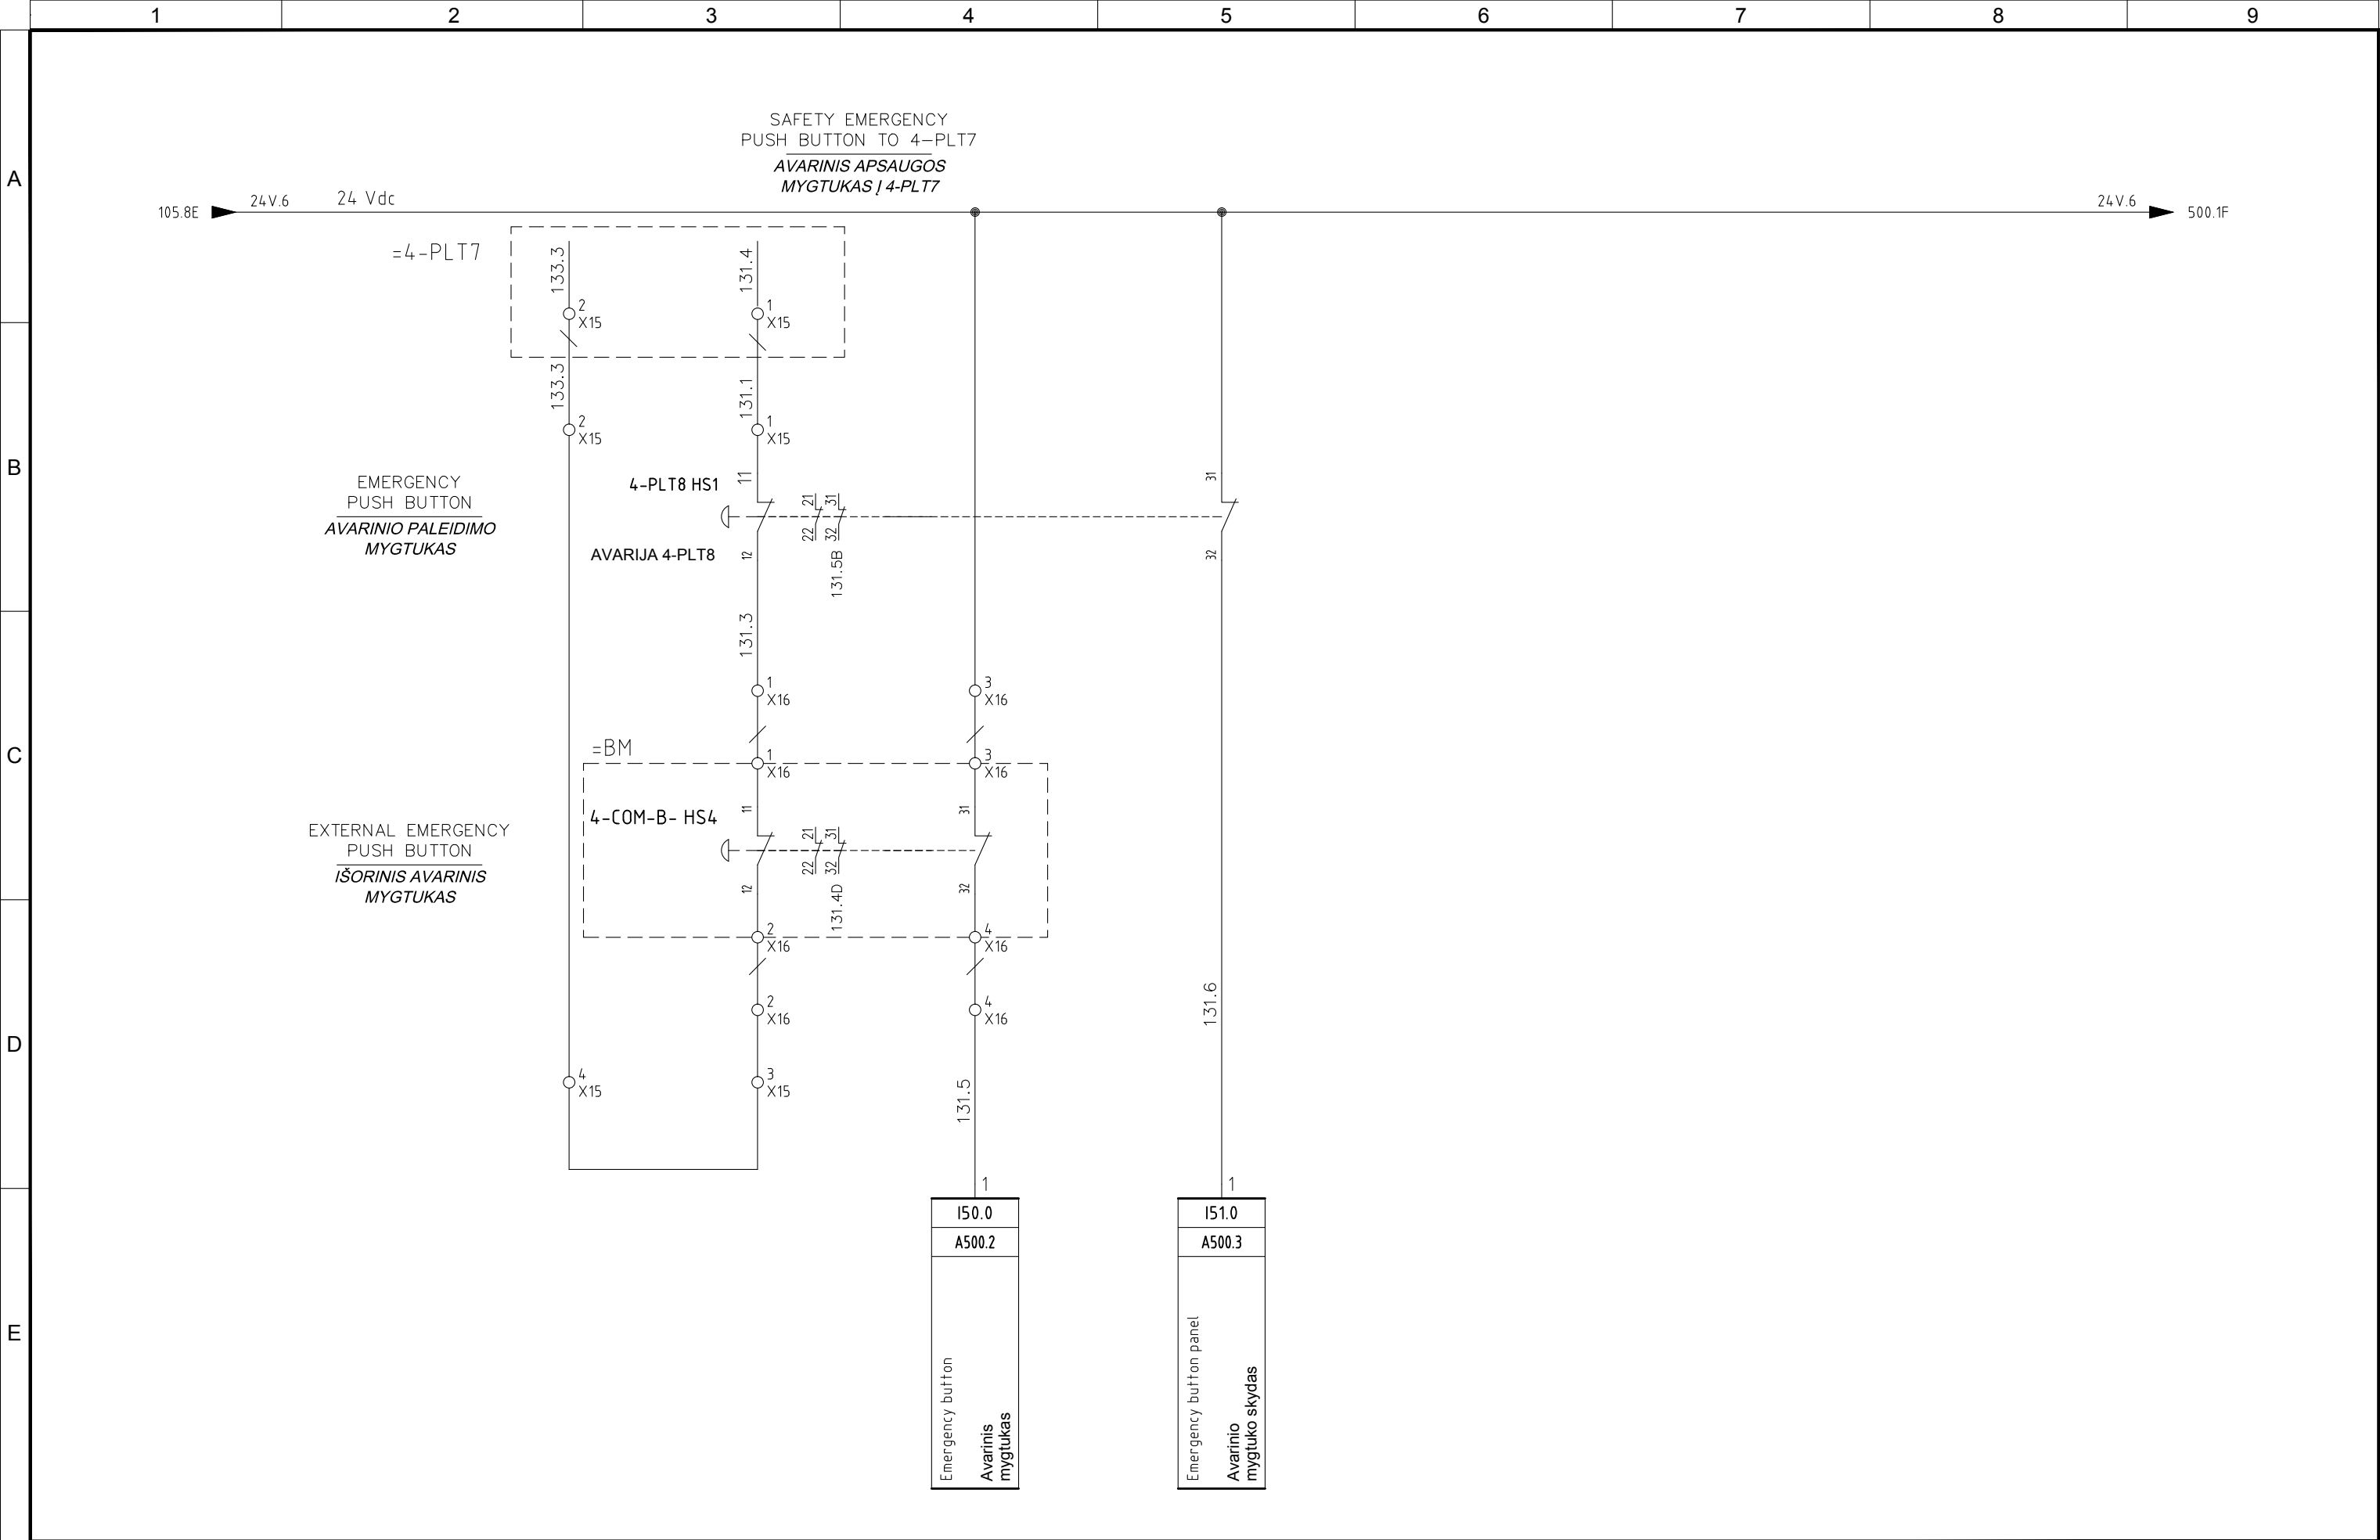 1 2 3 4 5 6 7 8 9
A
B
C
D
E
SAFETY EMERGENCY
PUSH BUTTON TO 4-PLT7
AVARINIS APSAUGOS
MYGTUKAS Į 4-PLT7
105.8E
24V.6
24 Vdc
24V.6
500.1F
=4-PLT7
133.3
131.4
2
X15
1
X15
133.3
131.1
2
X15
1
X15
EMERGENCY
PUSH BUTTON
AVARINIO PALEIDIMO
MYGTUKAS
4-PLT8 HS1
AVARIJA 4-PLT8
11
12
21
22
31
32
131.5B
31
32
131.3
1
X16
3
X16
=BM
1
X16
3
X16
EXTERNAL EMERGENCY
PUSH BUTTON
IŠORINIS AVARINIS
MYGTUKAS
4-COM-B- HS4
11
12
21
22
31
32
131.4D
31
32
2
X16
4
X16
2
X16
4
X16
131.6
4
X15
3
X15
131.5
1
I50.0
A500.2
Emergency button
Avarinis
mygtukas
1
I51.0
A500.3
Emergency button panel
Avarinio
mygtuko skydas